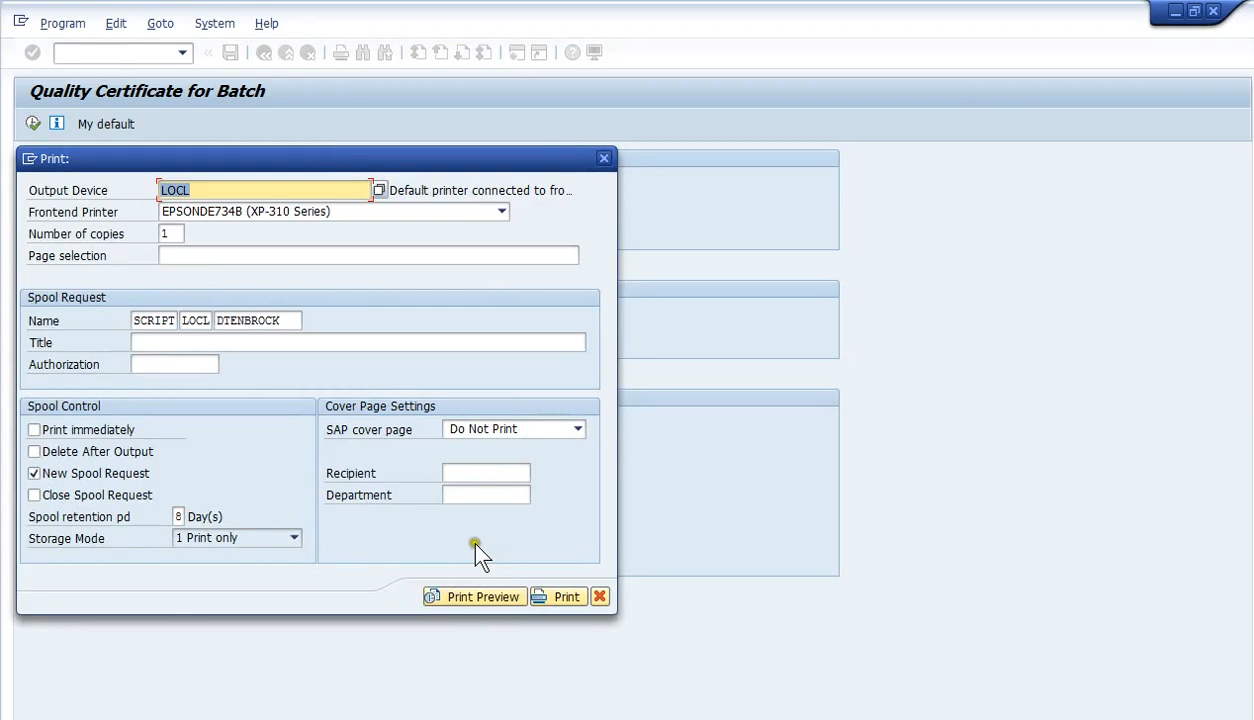 Program Edit Goto System Help
Quality Certificate for Batch
My default
Print:
Output Device LOCL Default printer connected to fro...
Frontend Printer EPSONDE734B (XP-310 Series)
Number of copies 1
Page selection
Spool Request
Name SCRIPT LOCL DTENBROCK
Title
Authorization
Spool Control
Print immediately
Delete After Output
New Spool Request
Close Spool Request
Spool retention pd 8 Day(s)
Storage Mode 1 Print only
Cover Page Settings
SAP cover page Do Not Print
Recipient
Department
Print Preview Print